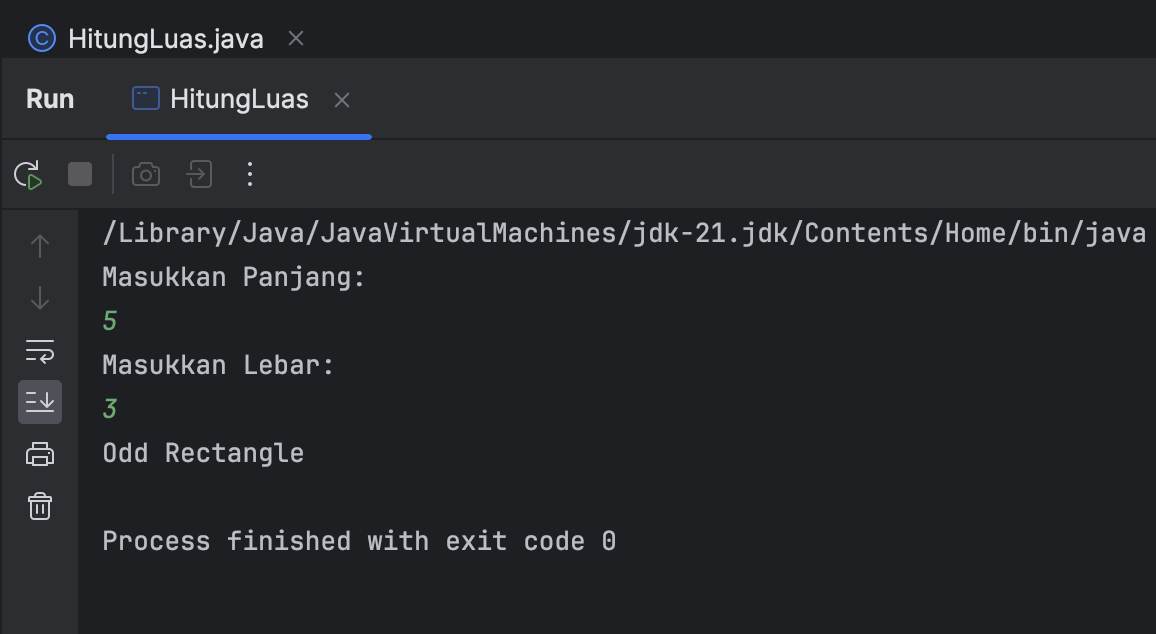 HitungLuas.java
Run HitungLuas
/Library/Java/JavaVirtualMachines/jdk-21.jdk/Contents/Home/bin/java
Masukkan Panjang:
5
Masukkan Lebar:
3
Odd Rectangle
Process finished with exit code 0